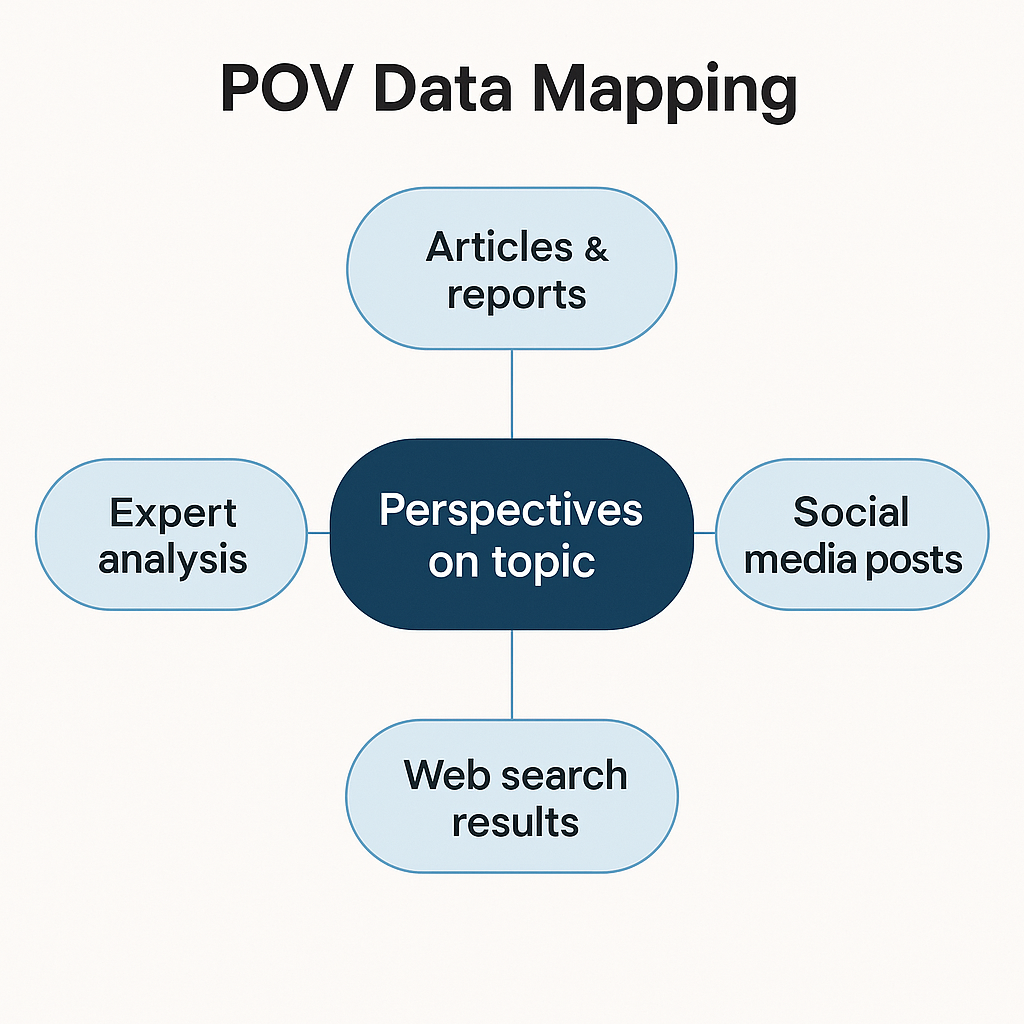 POV Data Mapping
Articles &
reports
Expert
analysis
Perspectives
on topic
Social
media posts
Web search
results